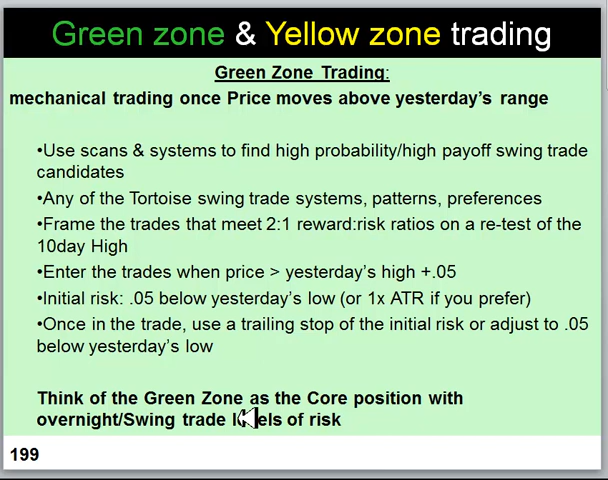 Green zone & Yellow zone trading
Green Zone Trading:
mechanical trading once Price moves above yesterday's range
•Use scans & systems to find high probability/high payoff swing trade
candidates
•Any of the Tortoise swing trade systems, patterns, preferences
•Frame the trades that meet 2:1 reward:risk ratios on a re-test of the
10day High
•Enter the trades when price > yesterday's high +.05
•Initial risk: .05 below yesterday's low (or 1x ATR if you prefer)
•Once in the trade, use a trailing stop of the initial risk or adjust to .05
below yesterday's low
Think of the Green Zone as the Core position with
overnight/Swing trade levels of risk
199